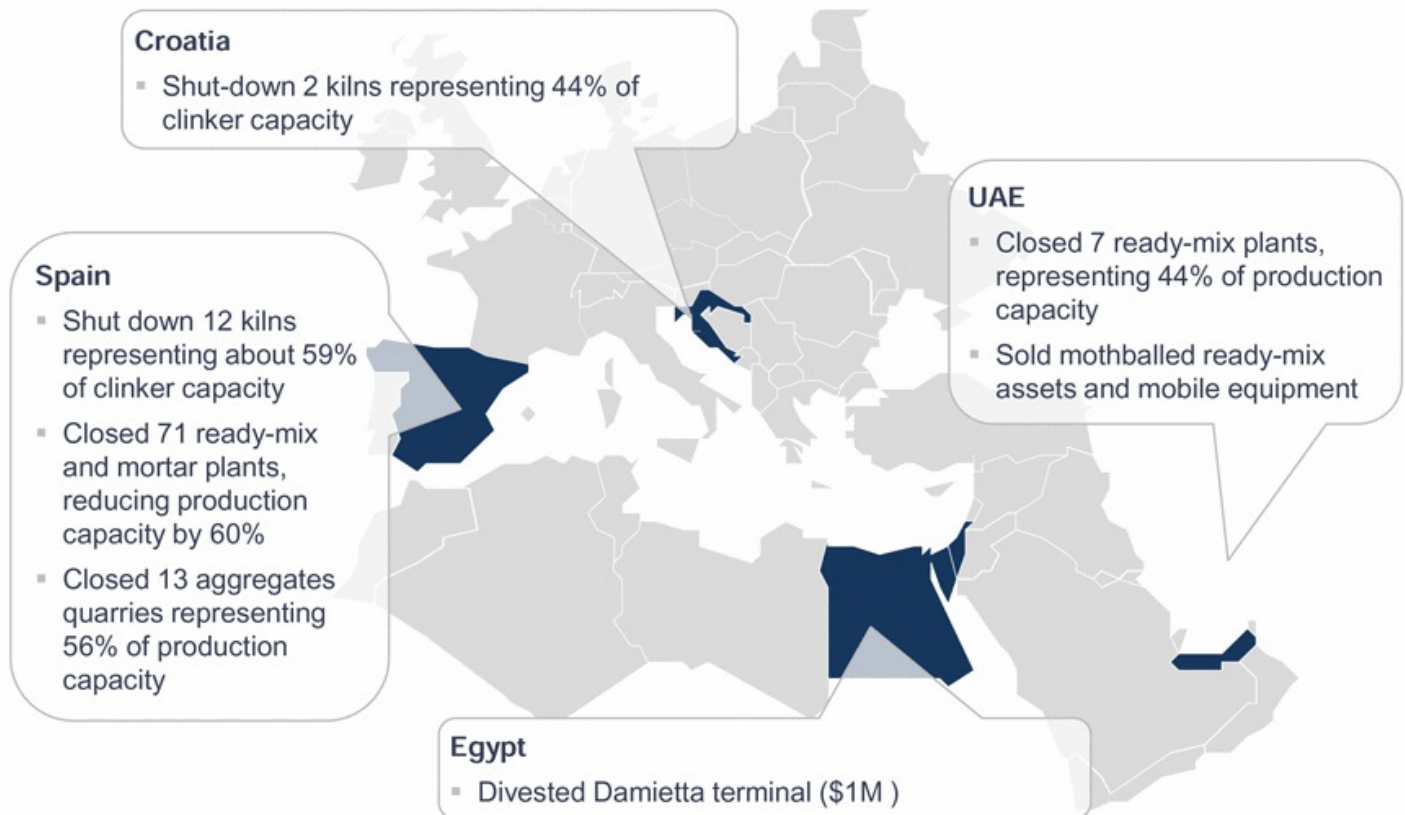 Croatia
▪ Shut-down 2 kilns representing 44% of
clinker capacity
UAE
▪ Closed 7 ready-mix plants,
representing 44% of production
capacity
▪ Sold mothballed ready-mix
assets and mobile equipment
Spain
▪ Shut down 12 kilns
representing about 59%
of clinker capacity
▪ Closed 71 ready-mix
and mortar plants,
reducing production
capacity by 60%
▪ Closed 13 aggregates
quarries representing
56% of production
capacity
Egypt
▪ Divested Damietta terminal ($1M )